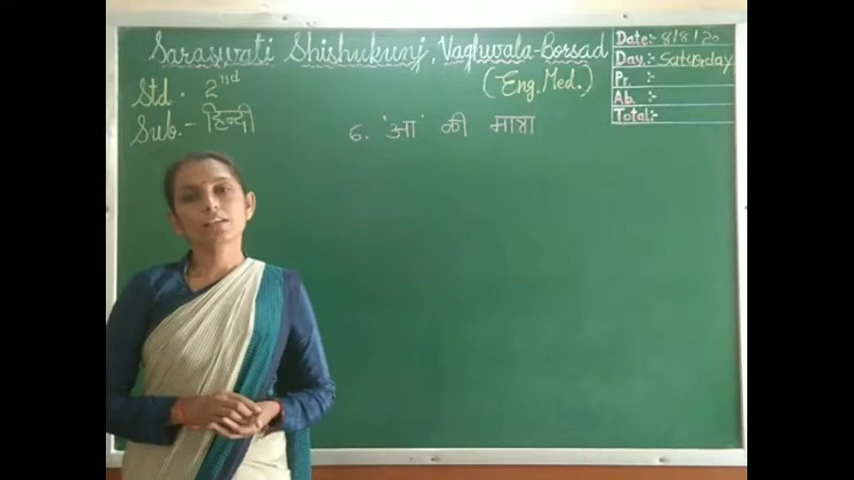 Saraswati Shishukunj, Vaghwala-Borsad
(Eng. Med.)
Std. 2nd
Sub.- हिन्दी
6. 'आ' की मात्रा
Date:- 8/8/20
Day:- Saturday
Pr. :-
Ab. :-
Total:-